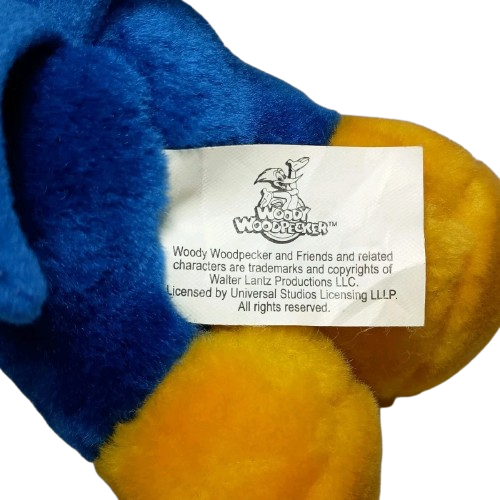 WOODY
WOODPECKER™
Woody Woodpecker and Friends and related
characters are trademarks and copyrights of
Walter Lantz Productions LLC.
Licensed by Universal Studios Licensing LLLP.
All rights reserved.